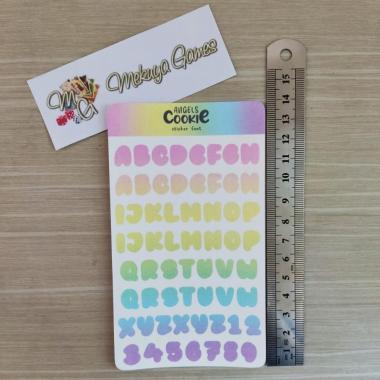 Mekuya Games
MG
ANGELS
COOKIE
sticker font
ABCDEFGH
ABCDEFGH
IJKLMNOP
IJKLMNOP
QRSTUVW
QRSTUVW
XYZXYZ12
3456789
15
14
13
12
11
10
9
8
7
6
5
4
3
2
1